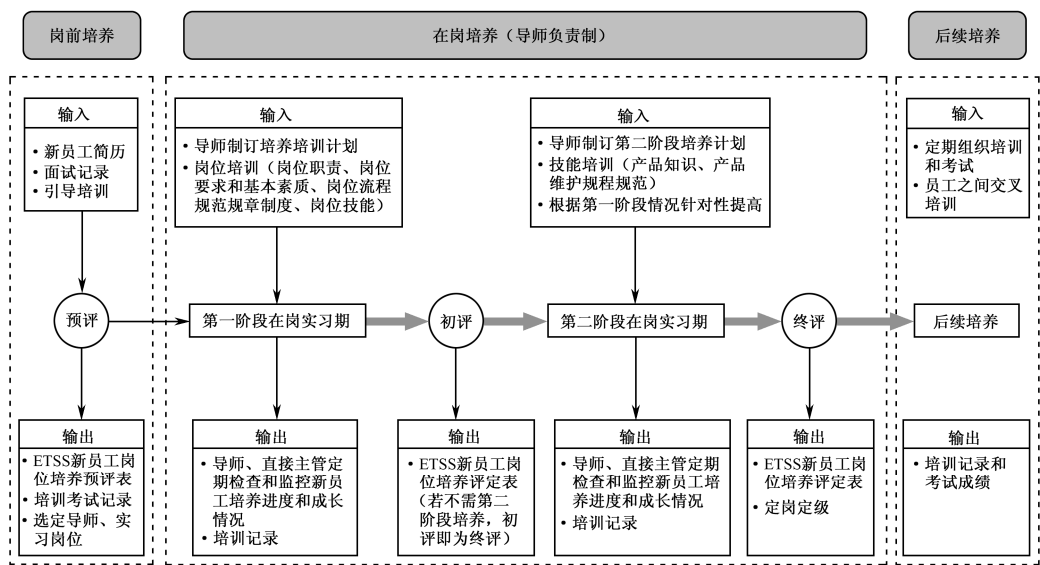 岗前培养
在岗培养（导师负责制）
后续培养
输入
• 新员工简历
• 面试记录
• 引导培训
输入
• 导师制订培养培训计划
• 岗位培训（岗位职责、岗位
要求和基本素质、岗位流程
规范规章制度、岗位技能）
输入
• 导师制订第二阶段培养计划
• 技能培训（产品知识、产品
维护规程规范）
• 根据第一阶段情况针对性提高
输入
• 定期组织培训
和考试
• 员工之间交叉
培训
预评
第一阶段在岗实习期
初评
第二阶段在岗实习期
终评
后续培养
输出
• ETSS新员工岗
位培养预评表
• 培训考试记录
• 选定导师、实
习岗位
输出
• 导师、直接主管定
期检查和监控新员
工培养进度和成长
情况
• 培训记录
输出
• ETSS新员工岗
位培养评定表
（若不需第二
阶段培养，初
评即为终评）
输出
• 导师、直接主管定期
检查和监控新员工培
养进度和成长情况
• 培训记录
输出
• ETSS新员工岗
位培养评定表
• 定岗定级
输出
• 培训记录和
考试成绩